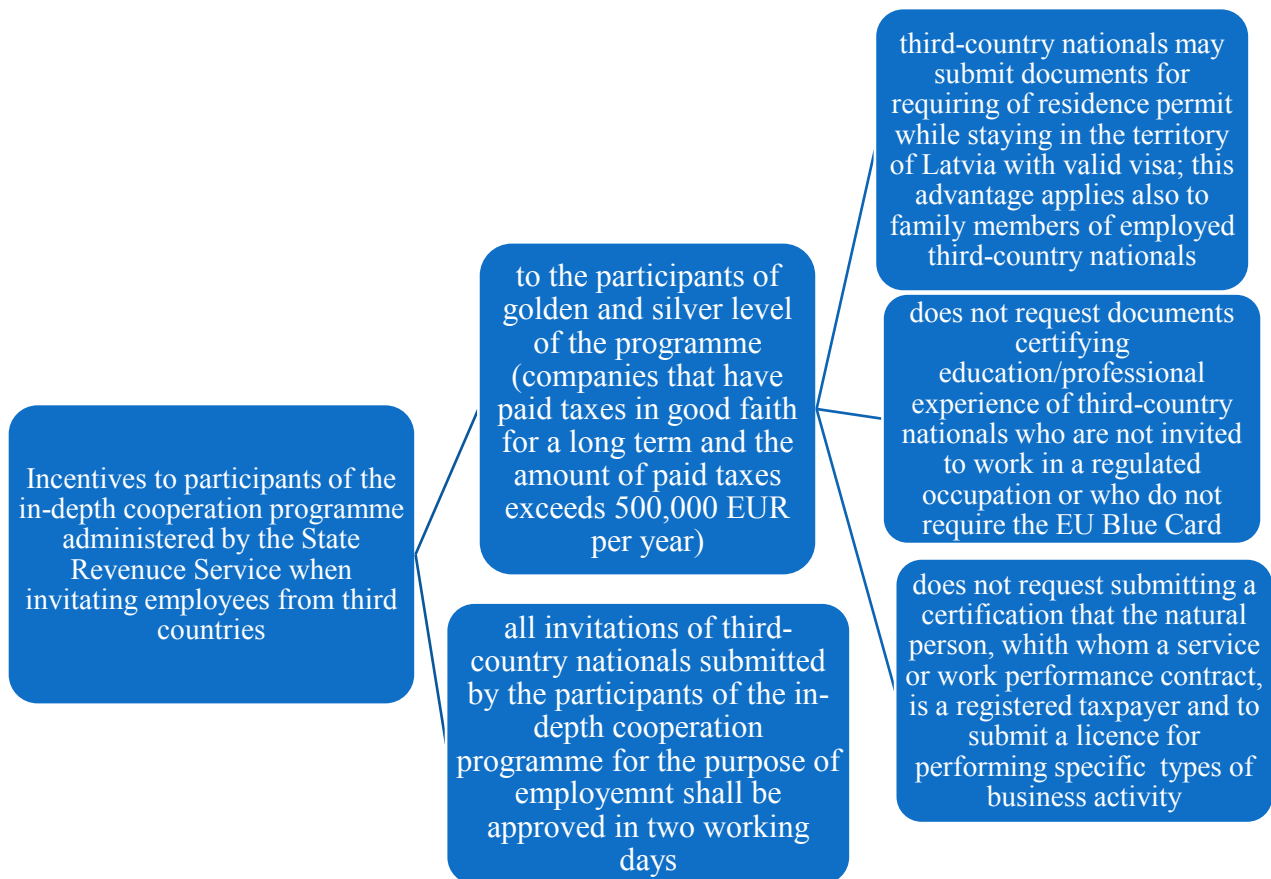 Incentives to participants of the
in-depth cooperation programme
administered by the State
Revenuce Service when
invitating employees from third
countries
to the participants of
golden and silver level
of the programme
(companies that have
paid taxes in good faith
for a long term and the
amount of paid taxes
exceeds 500,000 EUR
per year)
third-country nationals may
submit documents for
requiring of residence permit
while staying in the territory
of Latvia with valid visa; this
advantage applies also to
family members of employed
third-country nationals
does not request documents
certifying
education/professional
experience of third-country
nationals who are not invited
to work in a regulated
occupation or who do not
require the EU Blue Card
does not request submitting a
certification that the natural
person, whith whom a service
or work performance contract,
is a registered taxpayer and to
submit a licence for
performing specific types of
business activity
all invitations of third-
country nationals submitted
by the participants of the in-
depth cooperation
programme for the purpose of
employemnt shall be
approved in two working
days